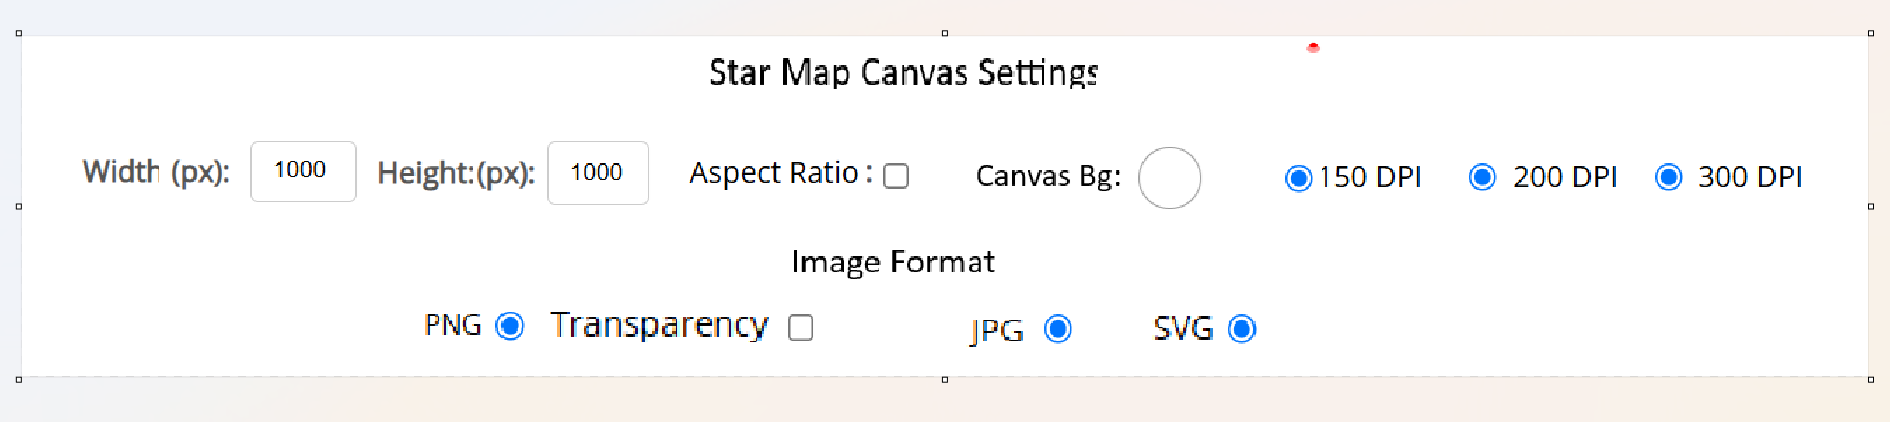 Star Map Canvas Settings
Width (px): 1000 Height:(px): 1000 Aspect Ratio : Canvas Bg: 150 DPI 200 DPI 300 DPI
Image Format
PNG Transparency JPG SVG